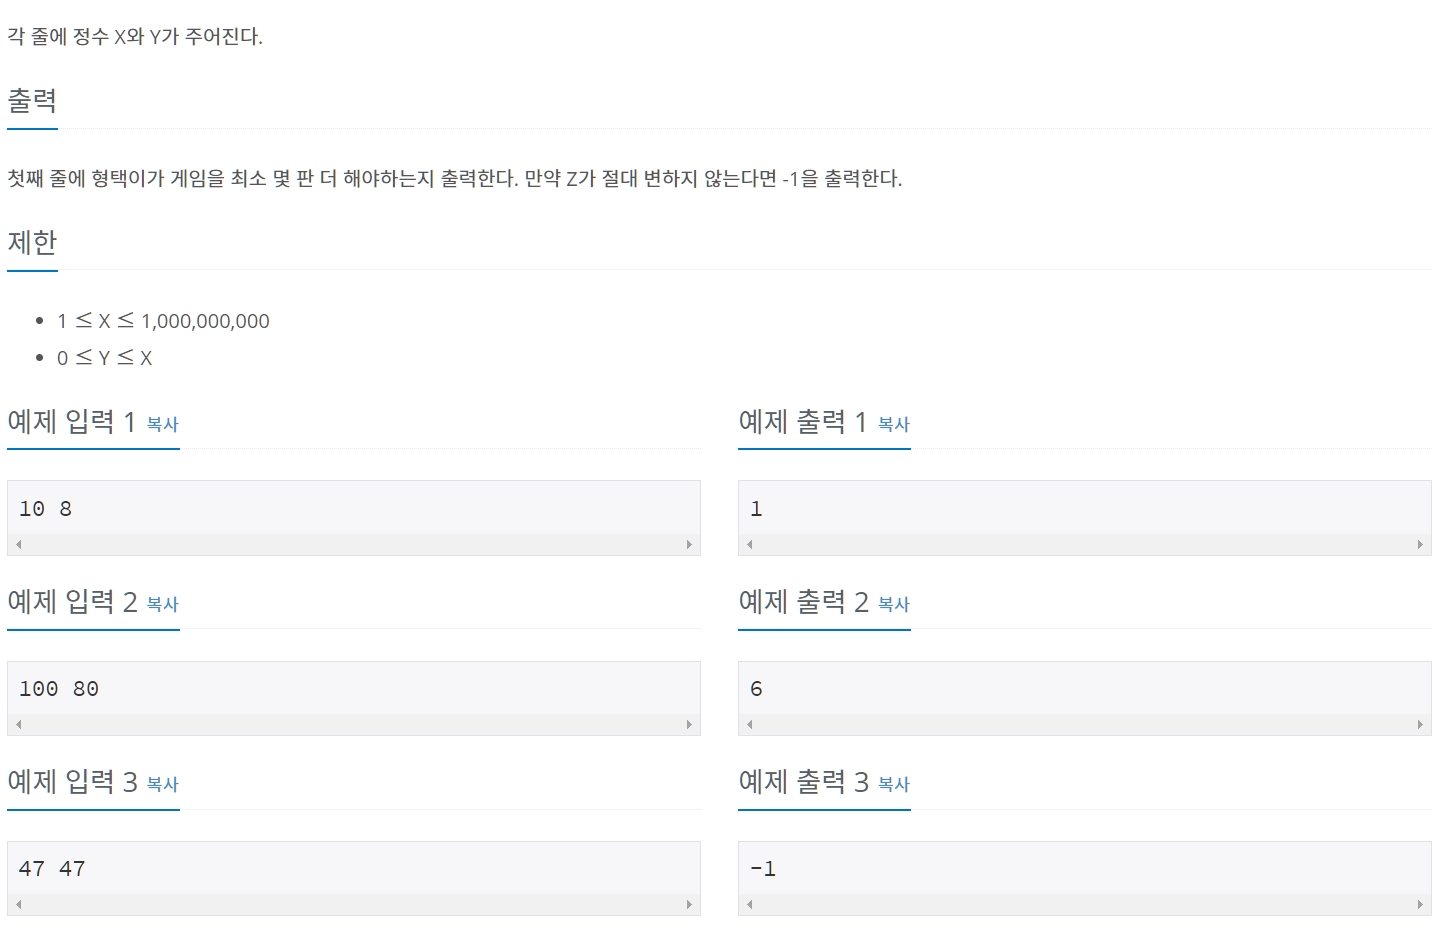 각 줄에 정수 X와 Y가 주어진다.
출력
첫째 줄에 형택이가 게임을 최소 몇 판 더 해야하는지 출력한다. 만약 Z가 절대 변하지 않는다면 -1을 출력한다.
제한
1 ≤ X ≤ 1,000,000,000
0 ≤ Y ≤ X
예제 입력 1 복사
예제 출력 1 복사
10 8
1
예제 입력 2 복사
예제 출력 2 복사
100 80
6
예제 입력 3 복사
예제 출력 3 복사
47 47
-1